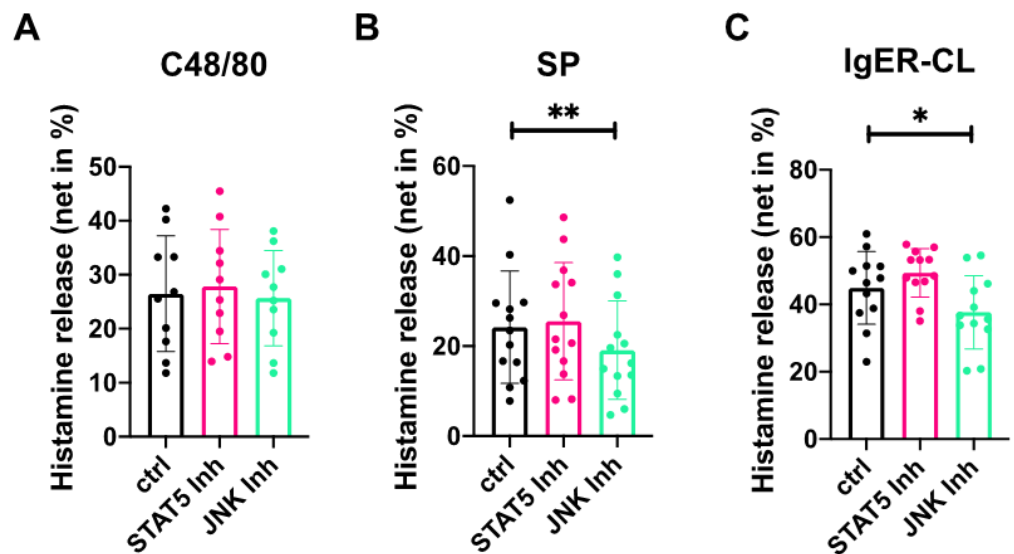 A
C48/80
Histamine release (net in %)
50
40
30
20
10
0
ctrl
STAT5 Inh
JNK Inh
B
SP
**
Histamine release (net in %)
60
40
20
0
ctrl
STAT5 Inh
JNK Inh
C
IgER-CL
*
Histamine release (net in %)
80
60
40
20
0
ctrl
STAT5 Inh
JNK Inh